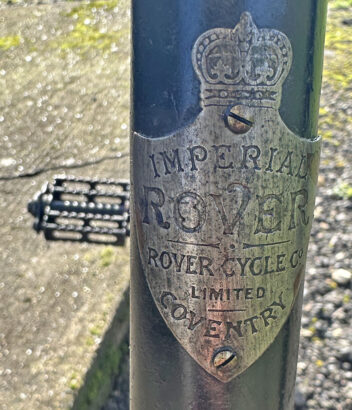 IMPERIAL
ROVER
ROVER CYCLE CO
LIMITED
COVENTRY